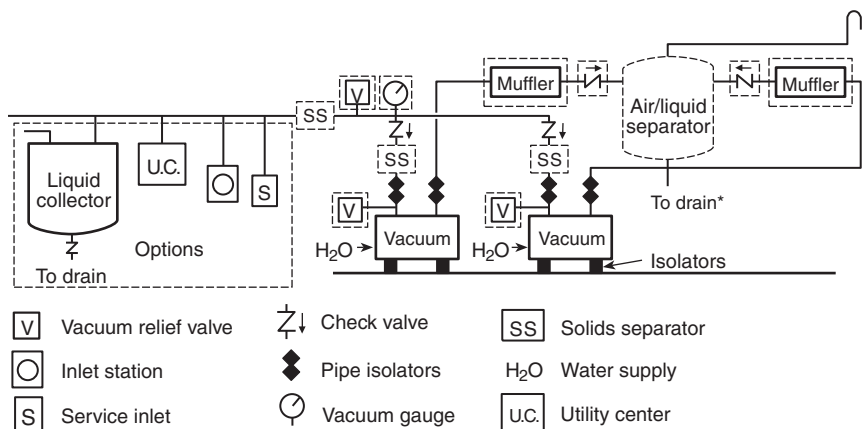 Muffler
Muffler
Air/liquid
separator
V
SS
SS
SS
U.C.
S
Liquid
collector
To drain*
V
V
Vacuum
Vacuum
H₂O
H₂O
Options
To drain
Isolators
V Vacuum relief valve
Check valve
SS Solids separator
Inlet station
Pipe isolators
H₂O Water supply
S Service inlet
Vacuum gauge
U.C. Utility center